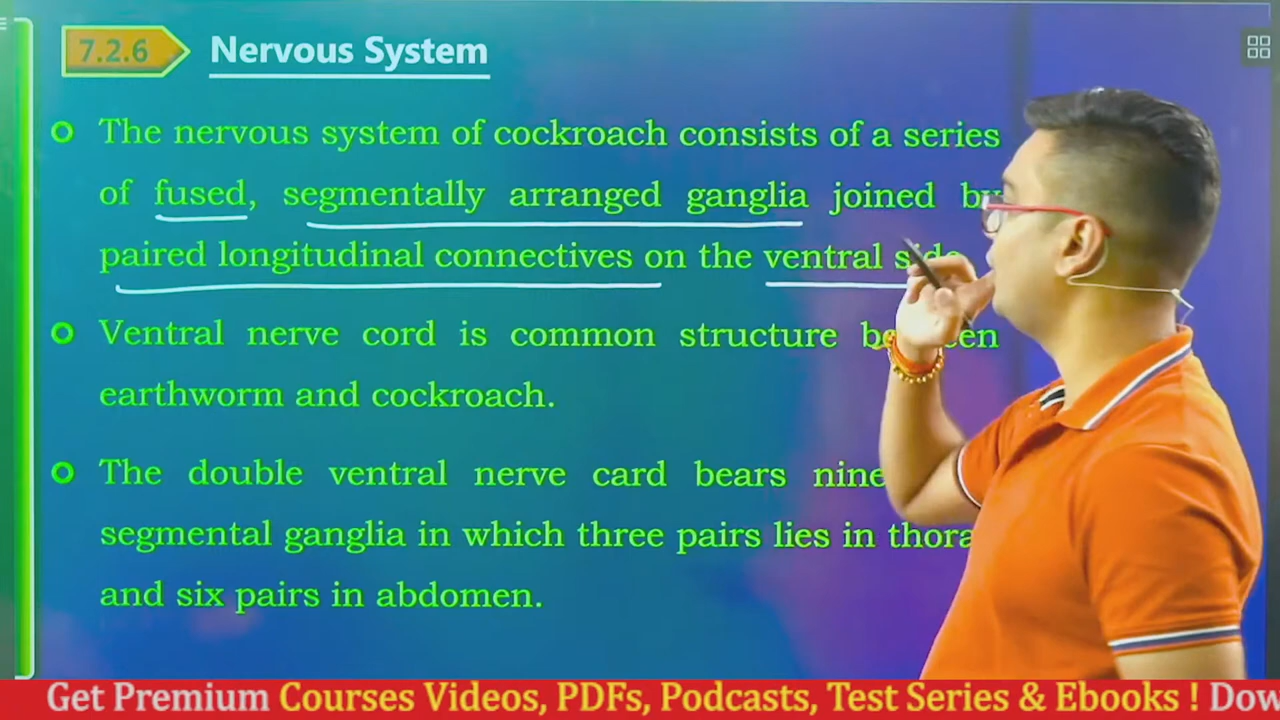 7.2.6 Nervous System
The nervous system of cockroach consists of a series
of fused, segmentally arranged ganglia joined
paired longitudinal connectives on the ventral
Ventral nerve cord is common structure
earthworm and cockroach.
The double ventral nerve card bears nine
segmental ganglia in which three pairs lies in
and six pairs in abdomen.
Get Premium Courses Videos, PDFs, Podcasts, Test Series & Ebooks !